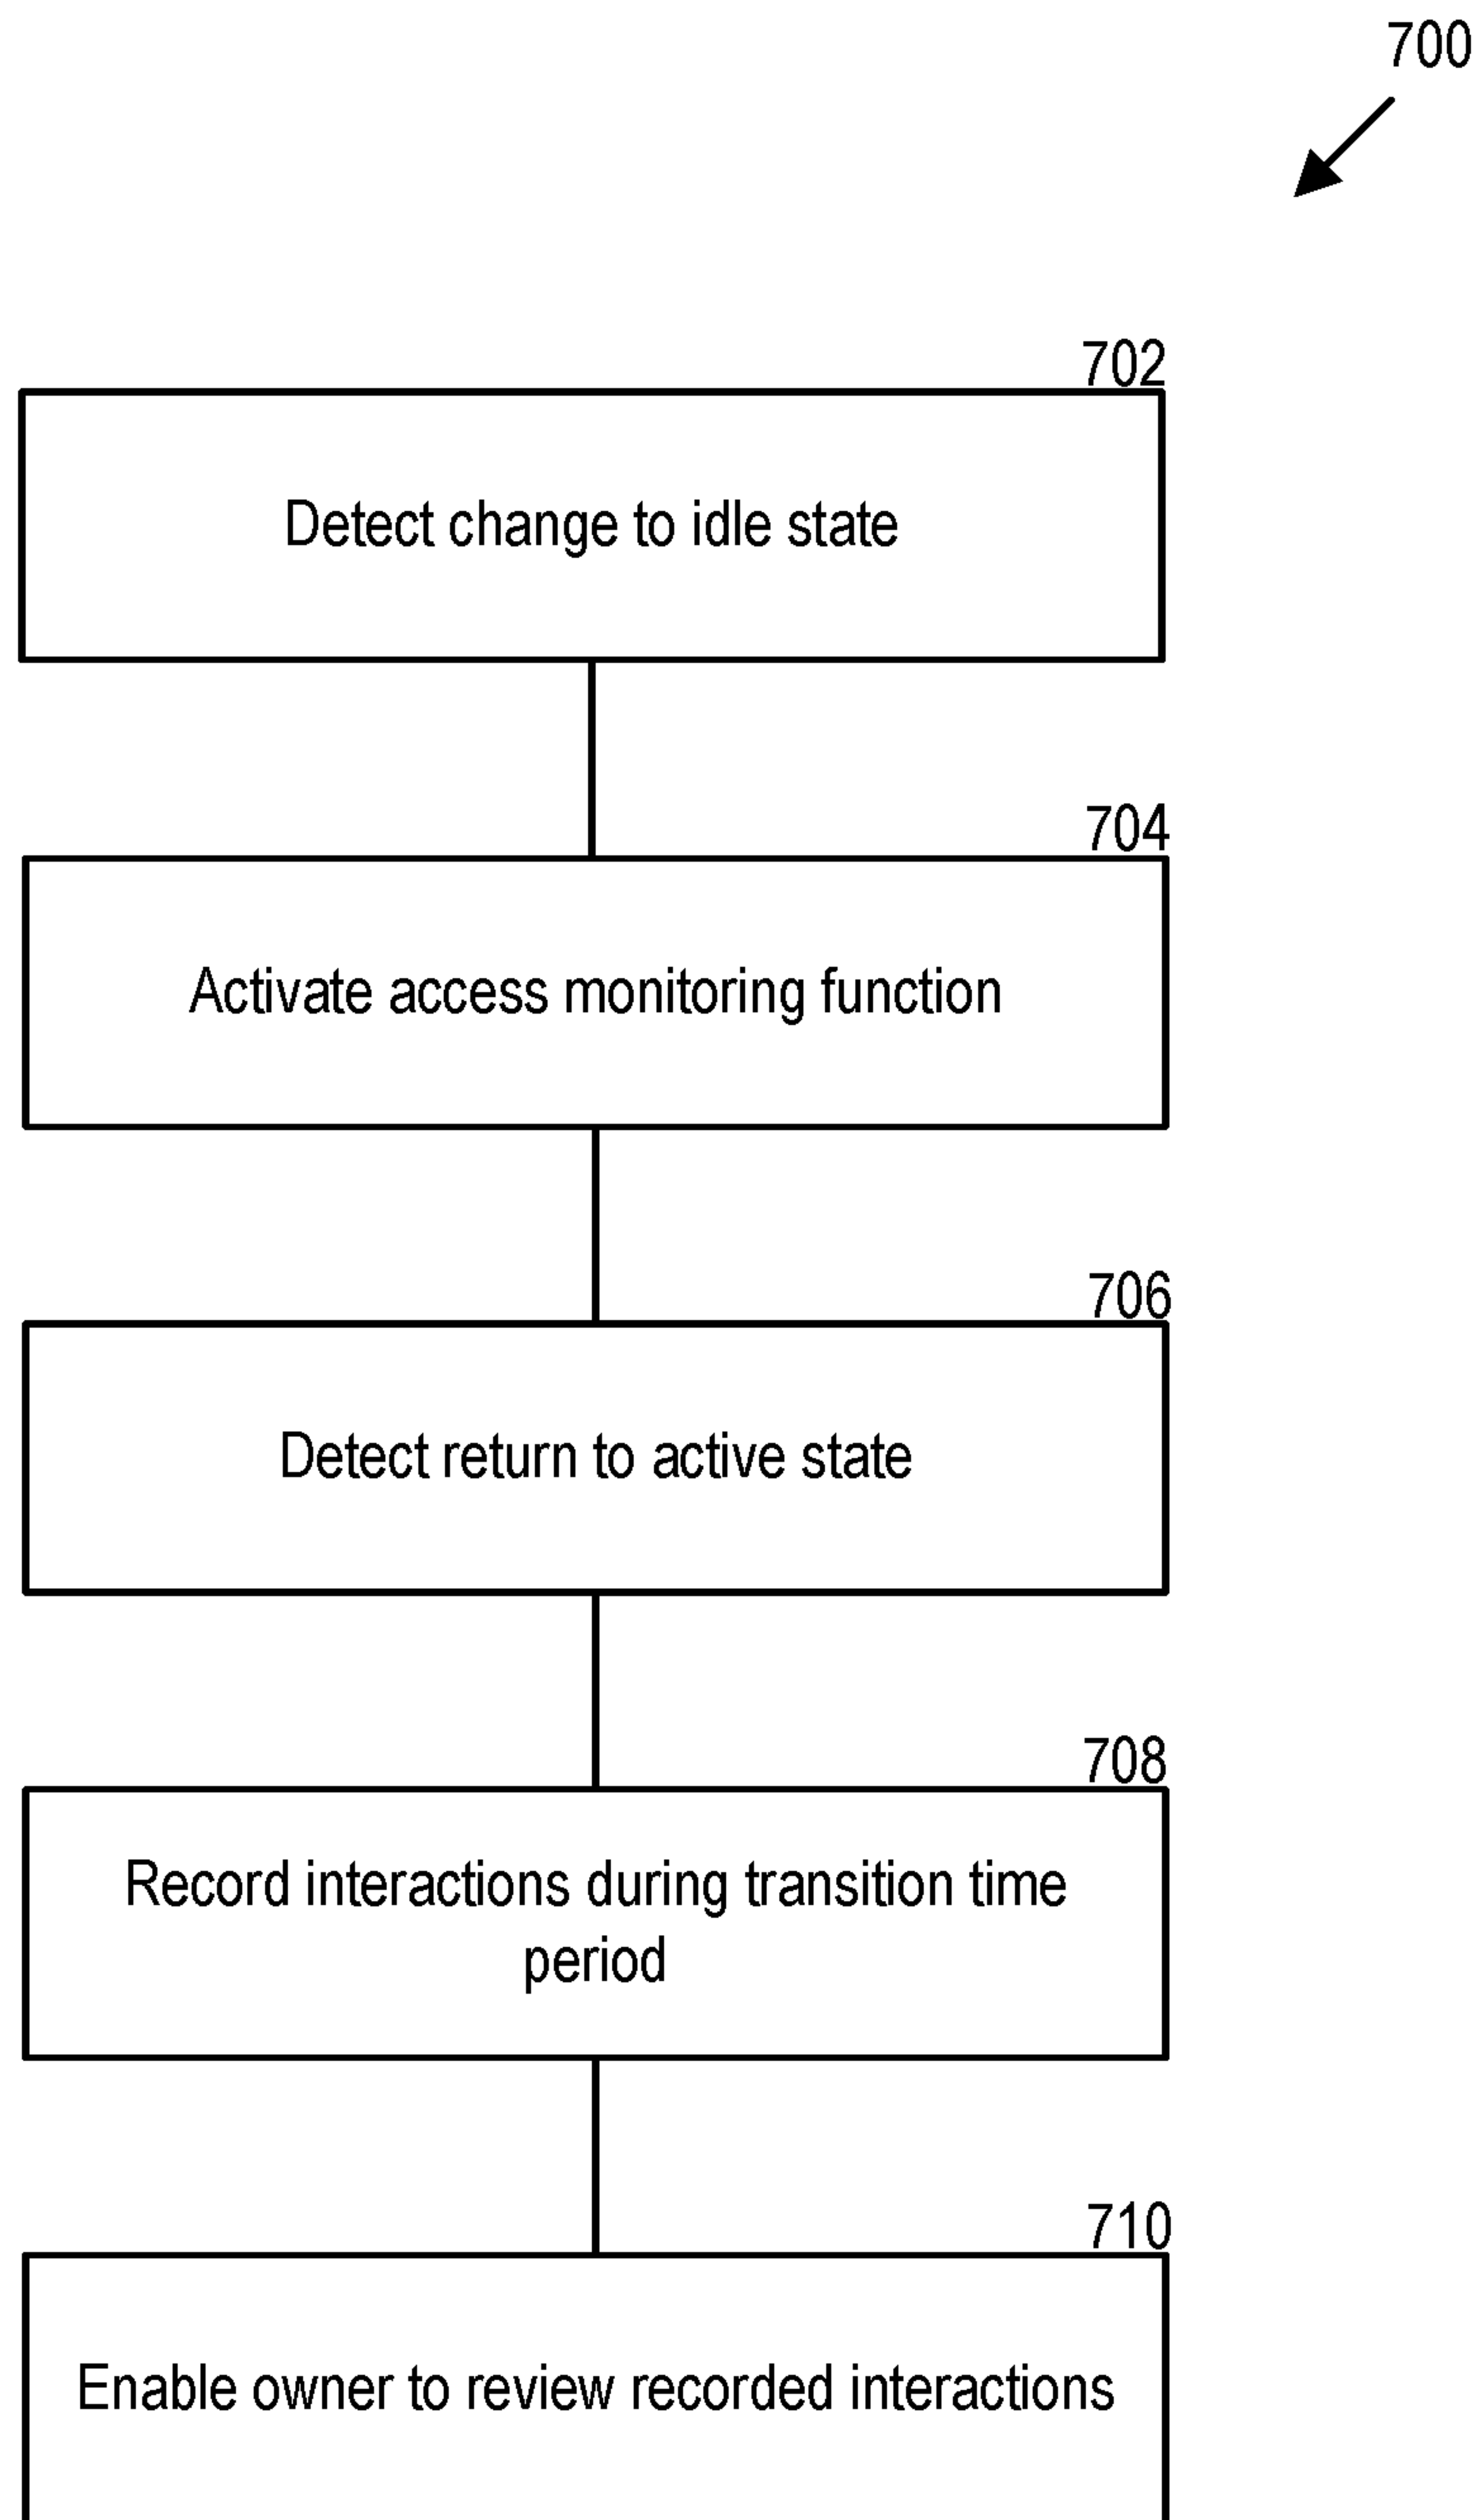 700
702
Detect change to idle state
704
Activate access monitoring function
706
Detect return to active state
708
Record interactions during transition time
period
710
Enable owner to review recorded interactions